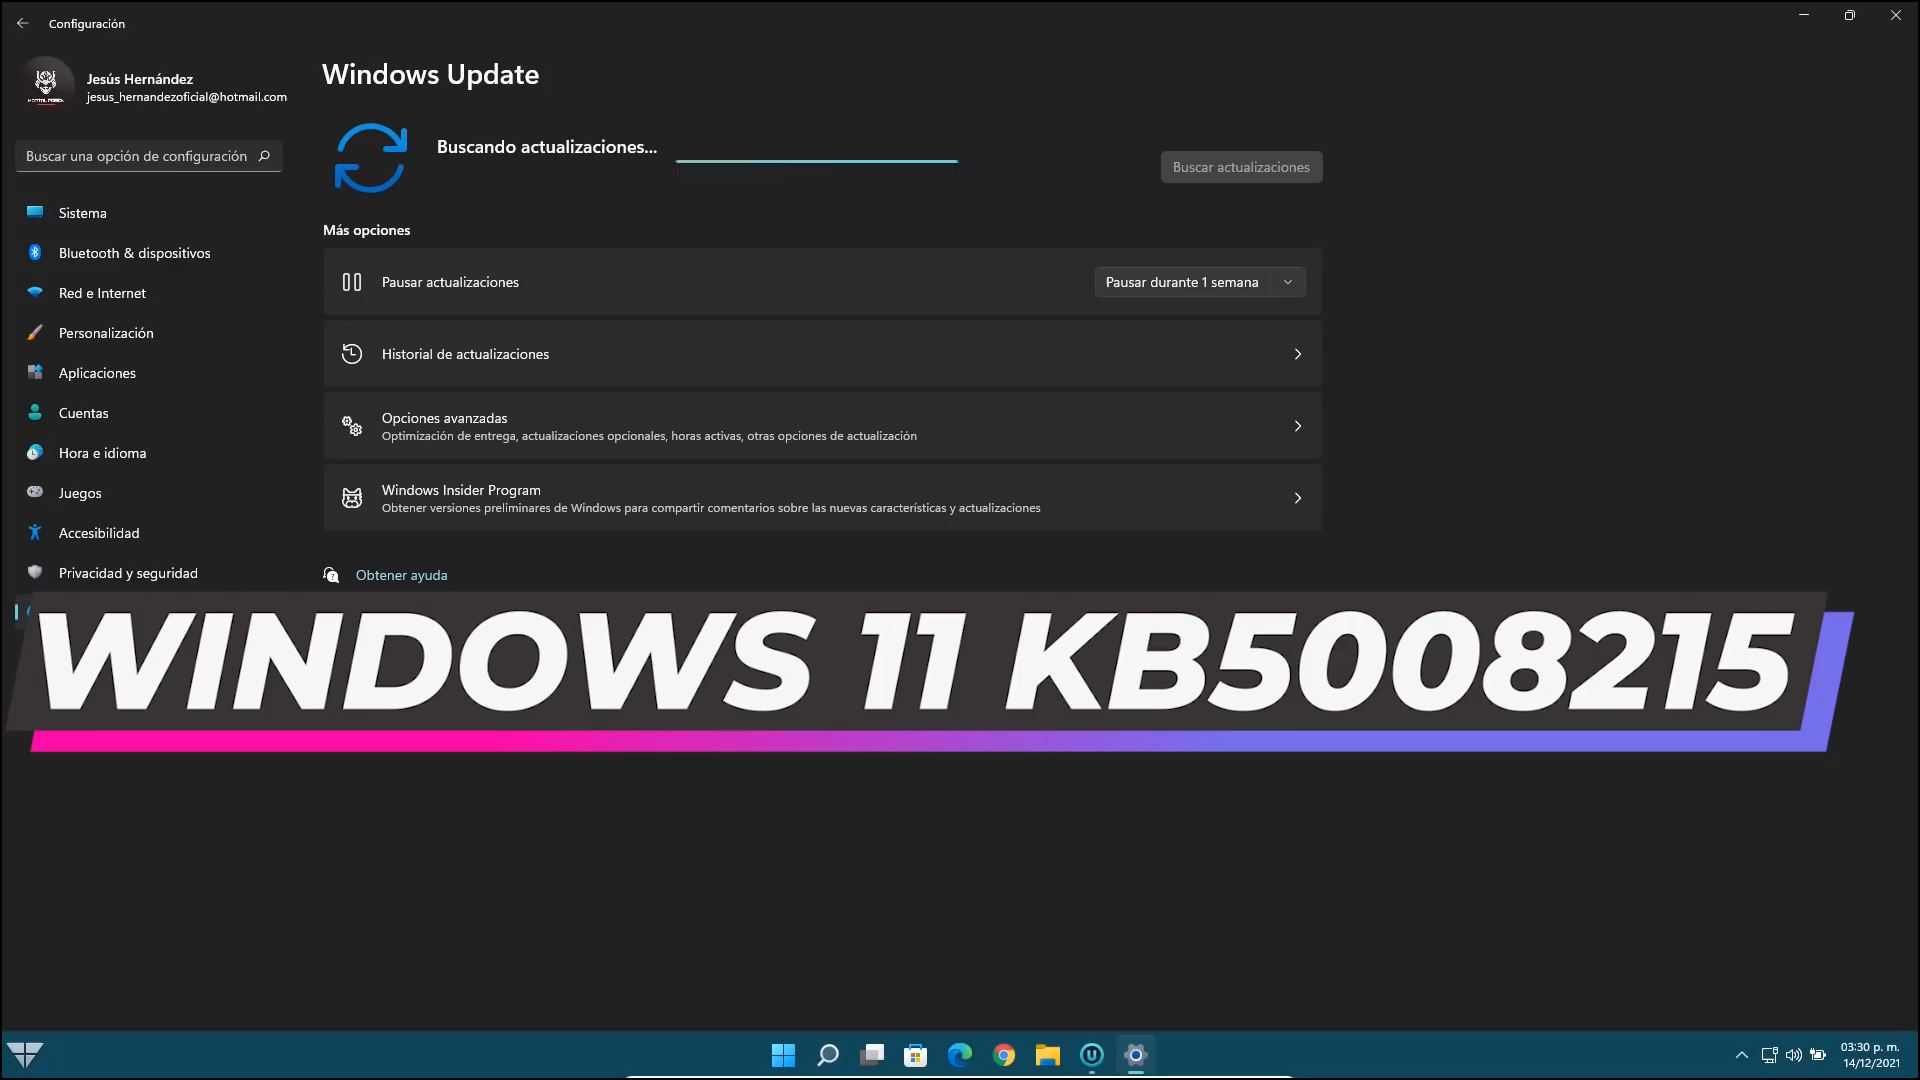 Configuración
Jesús Hernández
jesus_hernandezoficial@hotmail.com
Buscar una opción de configuración
Sistema
Bluetooth & dispositivos
Red e Internet
Personalización
Aplicaciones
Cuentas
Hora e idioma
Juegos
Accesibilidad
Privacidad y seguridad
Windows Update
Buscando actualizaciones...
Buscar actualizaciones
Más opciones
Pausar actualizaciones
Pausar durante 1 semana
Historial de actualizaciones
Opciones avanzadas
Optimización de entrega, actualizaciones opcionales, horas activas, otras opciones de actualización
Windows Insider Program
Obtener versiones preliminares de Windows para compartir comentarios sobre las nuevas características y actualizaciones
Obtener ayuda
WINDOWS 11 KB5008215
03:30 p. m.
14/12/2021